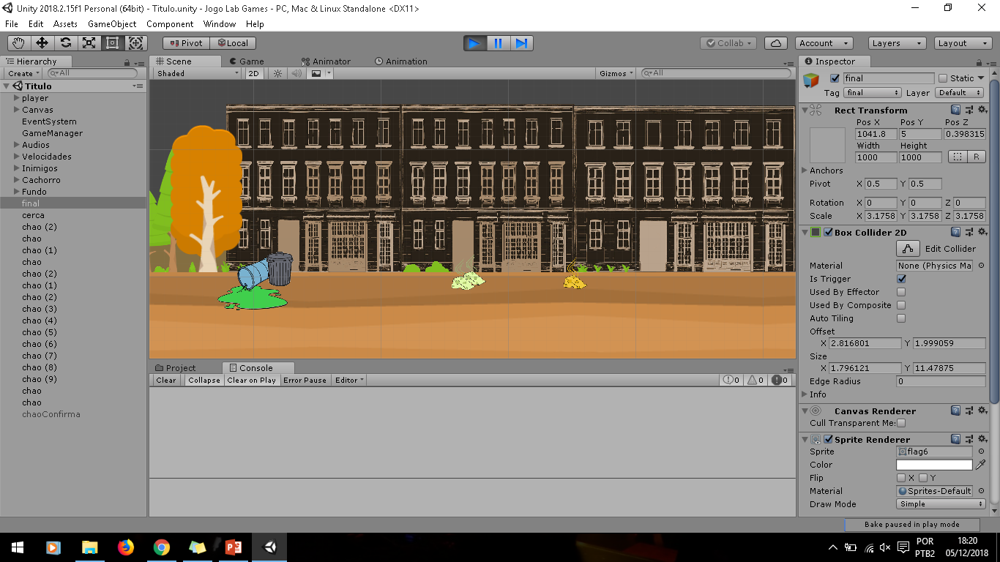 Unity 2018.2.15f1 Personal (64bit) - Titulo.unity - Jogo Lab Games - PC, Mac & Linux Standalone <DX11>
File Edit Assets GameObject Component Window Help
Pivot Local Collab Account Layers Layout
Hierarchy
Create All
Titulo
player
Canvas
EventSystem
GameManager
Audios
Velocidades
Inimigos
Cachorro
Fundo
final
cerca
chao (2)
chao
chao (1)
chao
chao (2)
chao (1)
chao (2)
chao (3)
chao (4)
chao (5)
chao (6)
chao (7)
chao (8)
chao (9)
chao
chao
chaoConfirma
Scene Game Animator Animation
Shaded 2D Gizmos All
Project Console
Clear Collapse Clear on Play Error Pause Editor 0 0 0
Inspector
final Static
Tag final Layer Default
Rect Transform
Pos X Pos Y Pos Z
1041.8 5 0.398315
Width Height
1000 1000 R
Anchors
Pivot X 0.5 Y 0.5
Rotation X 0 Y 0 Z 0
Scale X 3.1758 Y 3.1758 Z 3.1758
Box Collider 2D
Edit Collider
Material None (Physics Ma
Is Trigger
Used By Effector
Used By Composite
Auto Tiling
Offset
X 2.816801 Y 1.999059
Size
X 1.796121 Y 11.47875
Edge Radius 0
Info
Canvas Renderer
Cull Transparent Me
Sprite Renderer
Sprite flag6
Color
Flip X Y
Material Sprites-Default
Draw Mode Simple
Bake paused in play mode
POR
PTB2
18:20
05/12/2018